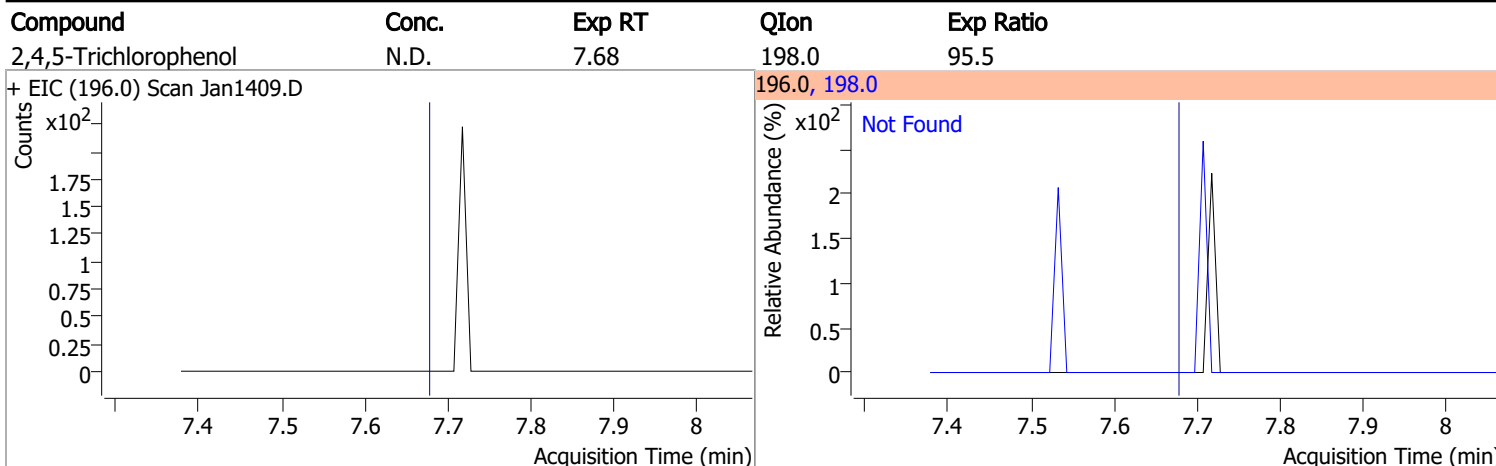 Compound Conc. Exp RT QIon Exp Ratio
2,4,5-Trichlorophenol N.D. 7.68 198.0 95.5
+ EIC (196.0) Scan Jan1409.D
Counts
x10²
1.75
1.5
1.25
1
0.75
0.5
0.25
0
7.4 7.5 7.6 7.7 7.8 7.9 8
Acquisition Time (min)
196.0, 198.0
Relative Abundance (%)
x10²
Not Found
2
1.5
1
0.5
0
7.4 7.5 7.6 7.7 7.8 7.9 8
Acquisition Time (min)